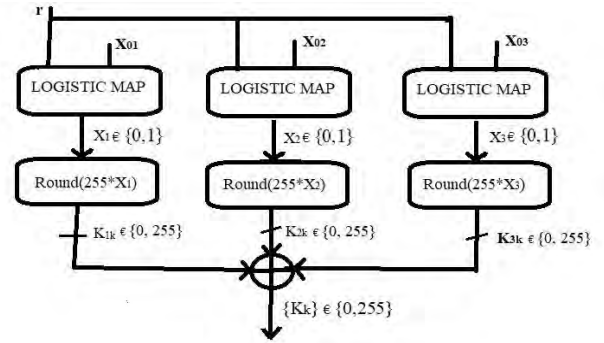 r
X01 X02 X03
LOGISTIC MAP LOGISTIC MAP LOGISTIC MAP
X1 ϵ {0,1} X2 ϵ {0,1} X3 ϵ {0,1}
Round(255*X1) Round(255*X2) Round(255*X3)
K1k ϵ {0, 255} K2k ϵ {0, 255} K3k ϵ {0, 255}
{Kk} ϵ {0,255}